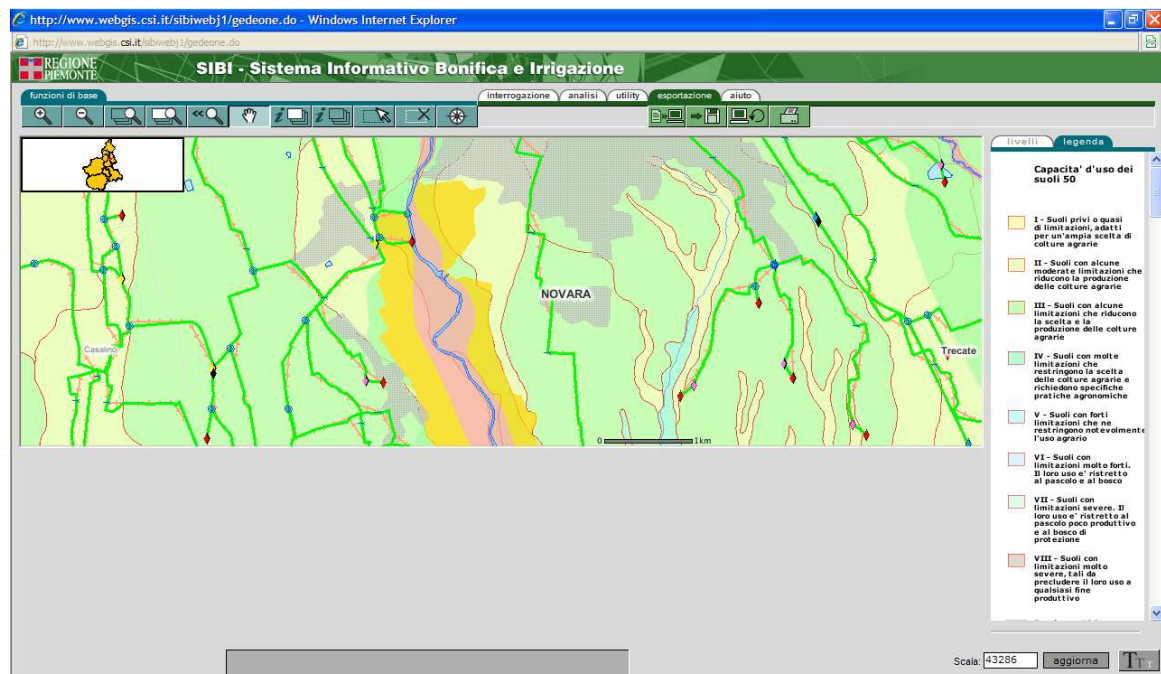 http://www.webgis.csi.it/sibiwebj1/gedeone.do - Windows Internet Explorer
http://www.webgis.csi.it/sibiwebj1/gedeone.do
REGIONE
PIEMONTE
SIBI - Sistema Informativo Bonifica e Irrigazione
funzioni di base
interrogazione
analisi
utility
esportazione
aiuto
livelli
legenda
Capacita' d'uso dei
suoli 50
I - Suoli privi o quasi
di limitazioni, adatti
per un'ampia scelta di
colture agrarie
II - Suoli con alcune
moderate limitazioni che
riducono la produzione
delle colture agrarie
III - Suoli con alcune
limitazioni che riducono
la scelta e la
produzione delle colture
agrarie
IV - Suoli con molte
limitazioni che
restringono la scelta
delle colture agrarie e
richiedono specifiche
pratiche agronomiche
V - Suoli con forti
limitazioni che ne
restringono notevolmente
l'uso agrario
VI - Suoli con
limitazioni molto forti.
Il loro uso e' ristretto
al pascolo e al bosco
VII - Suoli con
limitazioni severe. Il
loro uso e' ristretto al
pascolo poco produttivo
e al bosco di
protezione
VIII - Suoli con
limitazioni molto
severe, tali da
precludere il loro uso a
qualsiasi fine
produttivo
NOVARA
Casalino
Trecate
0 1km
Scala: 43286 aggiorna TTT